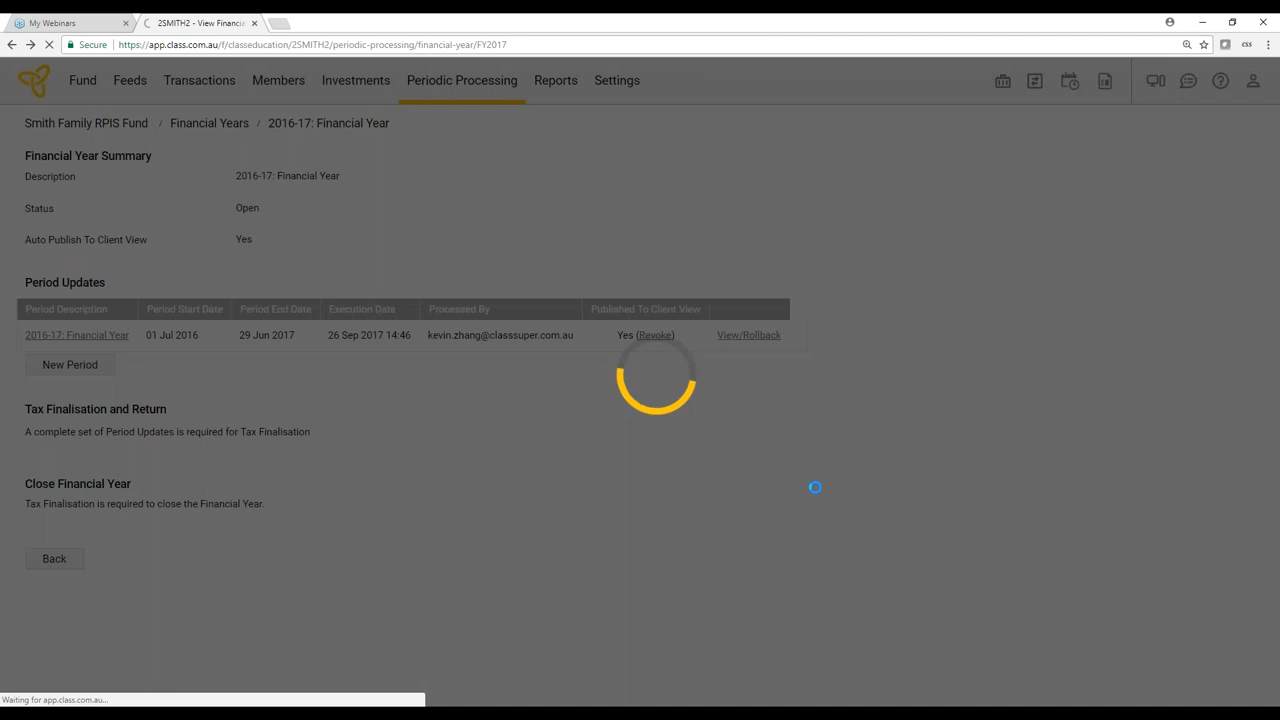 My Webinars
2SMITH2 - View Financi
Secure
https://app.class.com.au/f/classeducation/2SMITH2/periodic-processing/financial-year/FY2017
css
Fund Feeds Transactions Members Investments Periodic Processing Reports Settings
Smith Family RPIS Fund / Financial Years / 2016-17: Financial Year
Financial Year Summary
Description 2016-17: Financial Year
Status Open
Auto Publish To Client View Yes
Period Updates
Period Description Period Start Date Period End Date Execution Date Processed By Published To Client View
2016-17: Financial Year 01 Jul 2016 29 Jun 2017 26 Sep 2017 14:46 kevin.zhang@classsuper.com.au Yes (Revoke) View/Rollback
New Period
Tax Finalisation and Return
A complete set of Period Updates is required for Tax Finalisation
Close Financial Year
Tax Finalisation is required to close the Financial Year.
Back
Waiting for app.class.com.au...